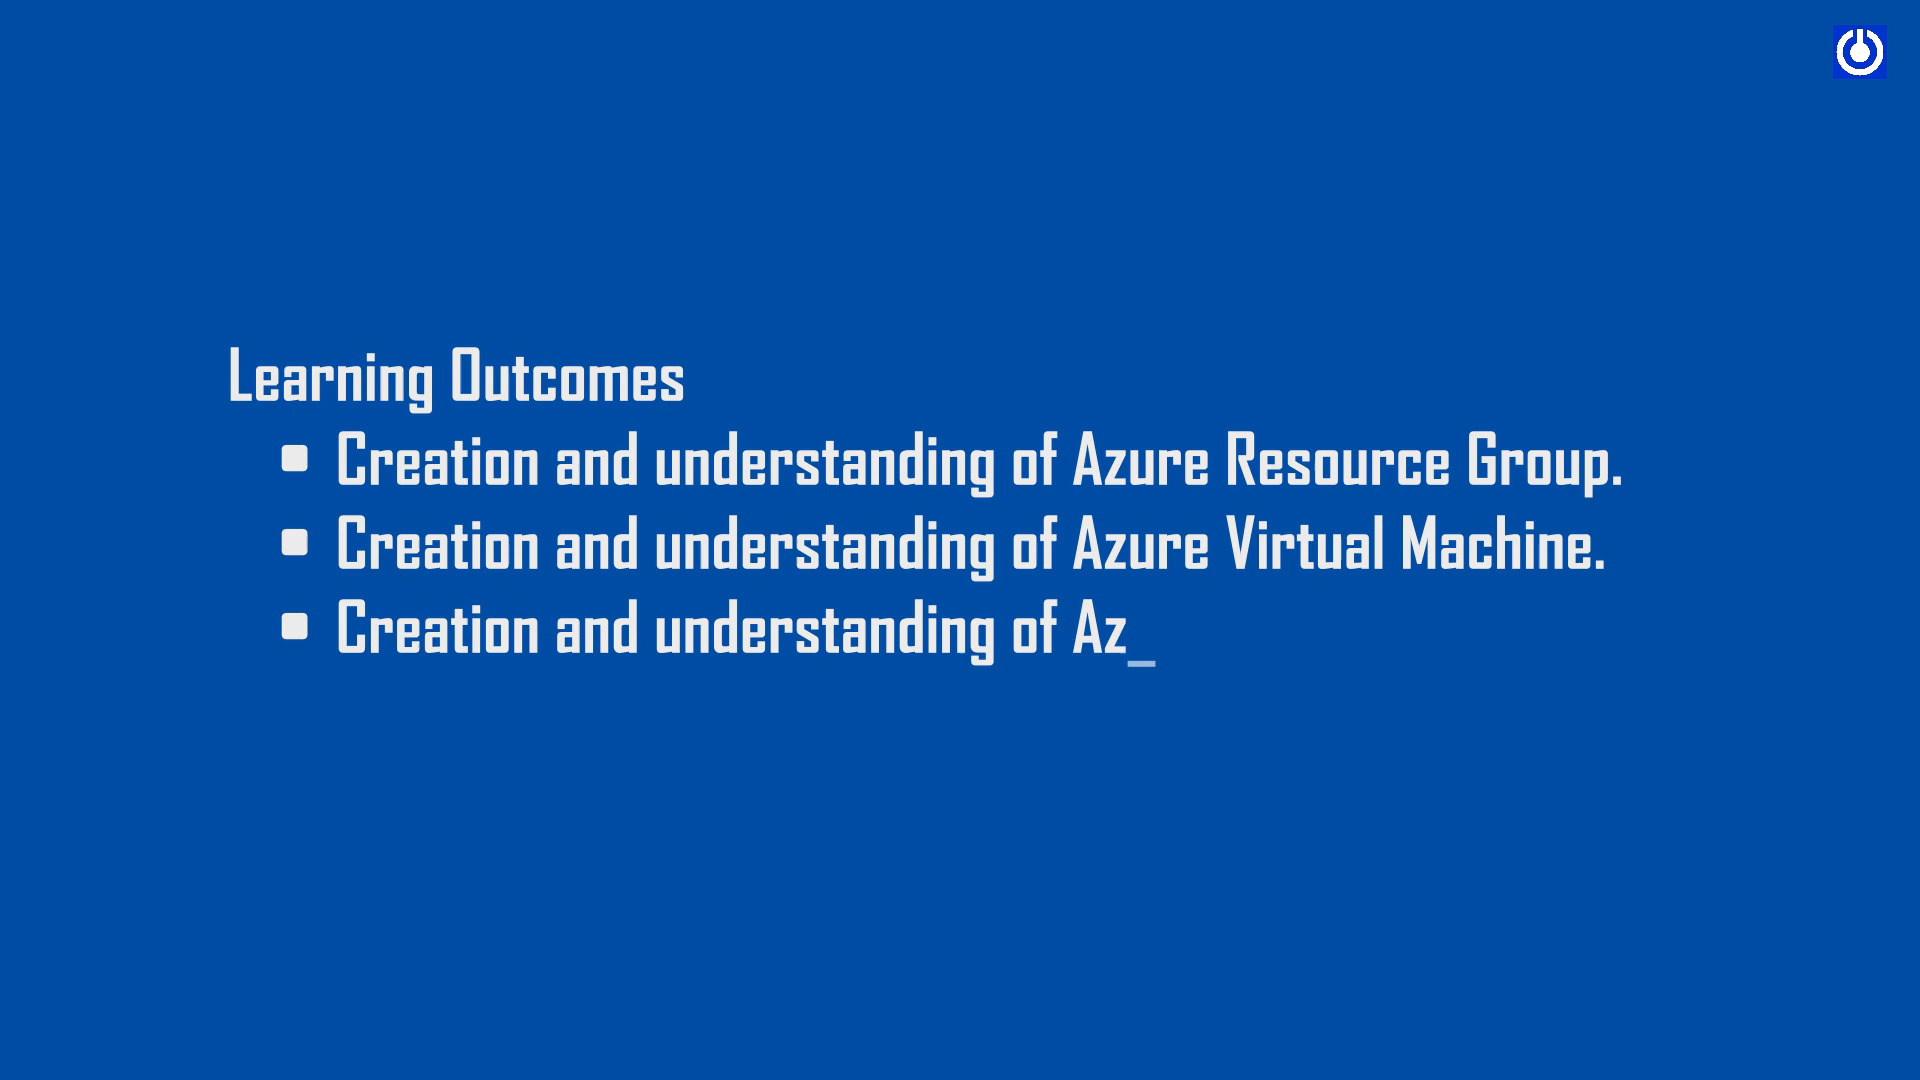 Learning Outcomes
▪ Creation and understanding of Azure Resource Group.
▪ Creation and understanding of Azure Virtual Machine.
▪ Creation and understanding of Az_